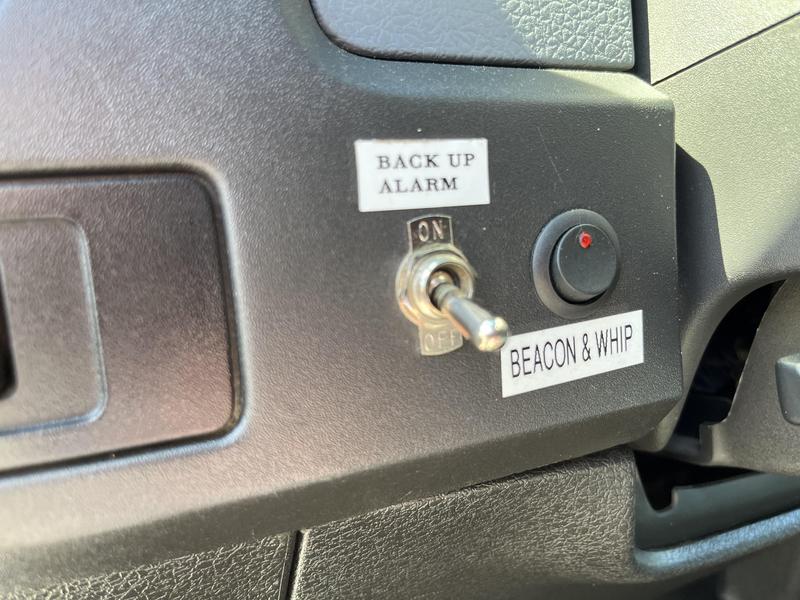 BACK UP
ALARM
ON
OFF
BEACON & WHIP